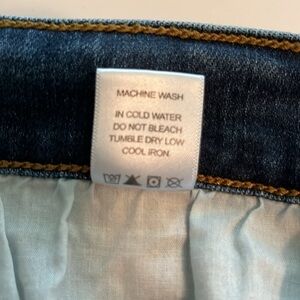 MACHINE WASH
IN COLD WATER
DO NOT BLEACH
TUMBLE DRY LOW
COOL IRON